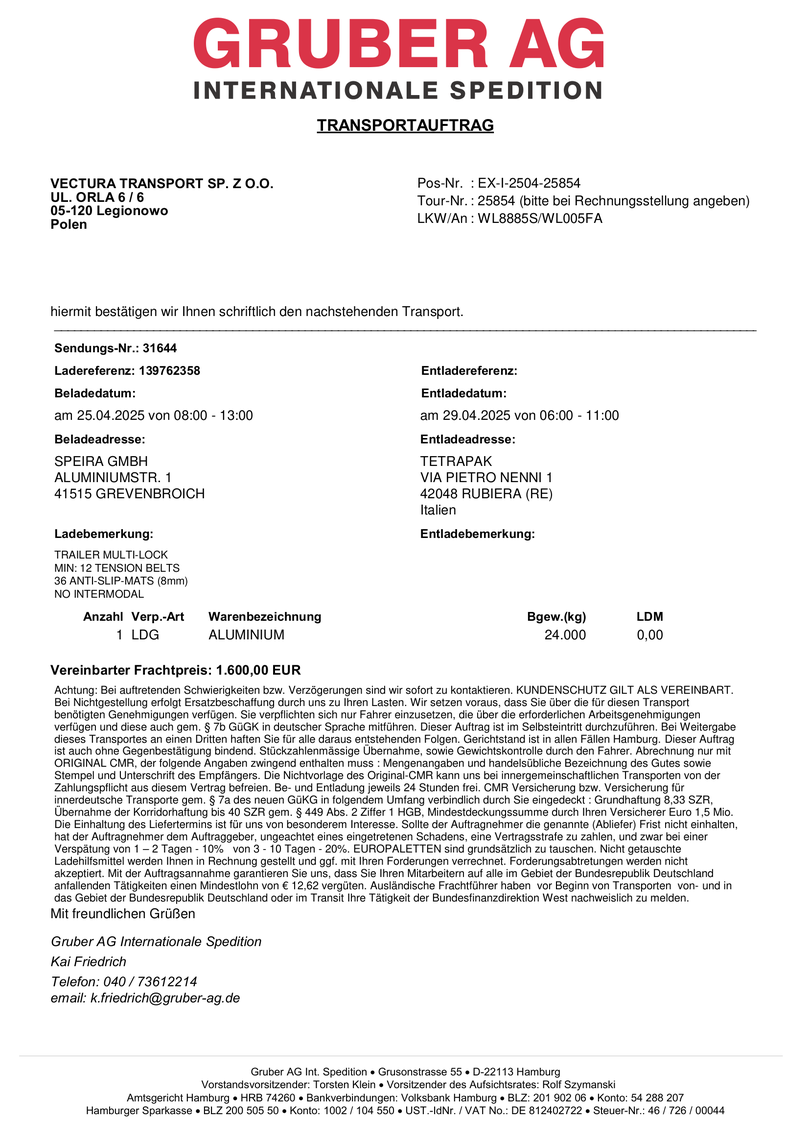 GRUBER AG
INTERNATIONALE SPEDITION
TRANSPORTAUFTRAG
VECTURA TRANSPORT SP. Z O.O.
UL. ORLA 6 / 6
05-120 Legionowo
Polen
Pos-Nr. : EX-I-2504-25854
Tour-Nr. : 25854 (bitte bei Rechnungsstellung angeben)
LKW/An : WL8885S/WL005FA
hiermit bestätigen wir Ihnen schriftlich den nachstehenden Transport.
Sendungs-Nr.: 31644
Ladereferenz: 139762358 Entladereferenz:
Beladedatum: Entladedatum:
am 25.04.2025 von 08:00 - 13:00 am 29.04.2025 von 06:00 - 11:00
Beladeadresse: Entladeadresse:
SPEIRA GMBH TETRAPAK
ALUMINIUMSTR. 1 VIA PIETRO NENNI 1
41515 GREVENBROICH 42048 RUBIERA (RE)
Italien
Ladebemerkung: Entladebemerkung:
TRAILER MULTI-LOCK
MIN: 12 TENSION BELTS
36 ANTI-SLIP-MATS (8mm)
NO INTERMODAL
Anzahl Verp.-Art Warenbezeichnung Bgew.(kg) LDM
1 LDG ALUMINIUM 24.000 0,00
Vereinbarter Frachtpreis: 1.600,00 EUR
Achtung: Bei auftretenden Schwierigkeiten bzw. Verzögerungen sind wir sofort zu kontaktieren. KUNDENSCHUTZ GILT ALS VEREINBART.
Bei Nichtgestellung erfolgt Ersatzbeschaffung durch uns zu Ihren Lasten. Wir setzen voraus, dass Sie über die für diesen Transport
benötigten Genehmigungen verfügen. Sie verpflichten sich nur Fahrer einzusetzen, die über die erforderlichen Arbeitsgenehmigungen
verfügen und diese auch gem. § 7b GüGK in deutscher Sprache mitführen. Dieser Auftrag ist im Selbsteintritt durchzuführen. Bei Weitergabe
dieses Transportes an einen Dritten haften Sie für alle daraus entstehenden Folgen. Gerichtstand ist in allen Fällen Hamburg. Dieser Auftrag
ist auch ohne Gegenbestätigung bindend. Stückzahlenmässige Übernahme, sowie Gewichtskontrolle durch den Fahrer. Abrechnung nur mit
ORIGINAL CMR, der folgende Angaben zwingend enthalten muss : Mengenangaben und handelsübliche Bezeichnung des Gutes sowie
Stempel und Unterschrift des Empfängers. Die Nichtvorlage des Original-CMR kann uns bei innergemeinschaftlichen Transporten von der
Zahlungspflicht aus diesem Vertrag befreien. Be- und Entladung jeweils 24 Stunden frei. CMR Versicherung bzw. Versicherung für
innerdeutsche Transporte gem. § 7a des neuen GüKG in folgendem Umfang verbindlich durch Sie eingedeckt : Grundhaftung 8,33 SZR,
Übernahme der Korridorhaftung bis 40 SZR gem. § 449 Abs. 2 Ziffer 1 HGB, Mindestdeckungssumme durch Ihren Versicherer Euro 1,5 Mio.
Die Einhaltung des Liefertermins ist für uns von besonderem Interesse. Sollte der Auftragnehmer die genannte (Abliefer) Frist nicht einhalten,
hat der Auftragnehmer dem Auftraggeber, ungeachtet eines eingetretenen Schadens, eine Vertragsstrafe zu zahlen, und zwar bei einer
Verspätung von 1 – 2 Tagen - 10% von 3 - 10 Tagen - 20%. EUROPALETTEN sind grundsätzlich zu tauschen. Nicht getauschte
Ladehilfsmittel werden Ihnen in Rechnung gestellt und ggf. mit Ihren Forderungen verrechnet. Forderungsabtretungen werden nicht
akzeptiert. Mit der Auftragsannahme garantieren Sie uns, dass Sie Ihren Mitarbeitern auf alle im Gebiet der Bundesrepublik Deutschland
anfallenden Tätigkeiten einen Mindestlohn von € 12,62 vergüten. Ausländische Frachtführer haben vor Beginn von Transporten von- und in
das Gebiet der Bundesrepublik Deutschland oder im Transit Ihre Tätigkeit der Bundesfinanzdirektion West nachweislich zu melden.
Mit freundlichen Grüßen
Gruber AG Internationale Spedition
Kai Friedrich
Telefon: 040 / 73612214
email: k.friedrich@gruber-ag.de
Gruber AG Int. Spedition • Grusonstrasse 55 • D-22113 Hamburg
Vorstandsvorsitzender: Torsten Klein • Vorsitzender des Aufsichtsrates: Rolf Szymanski
Amtsgericht Hamburg • HRB 74260 • Bankverbindungen: Volksbank Hamburg • BLZ: 201 902 06 • Konto: 54 288 207
Hamburger Sparkasse • BLZ 200 505 50 • Konto: 1002 / 104 550 • UST.-IdNr. / VAT No.: DE 812402722 • Steuer-Nr.: 46 / 726 / 00044